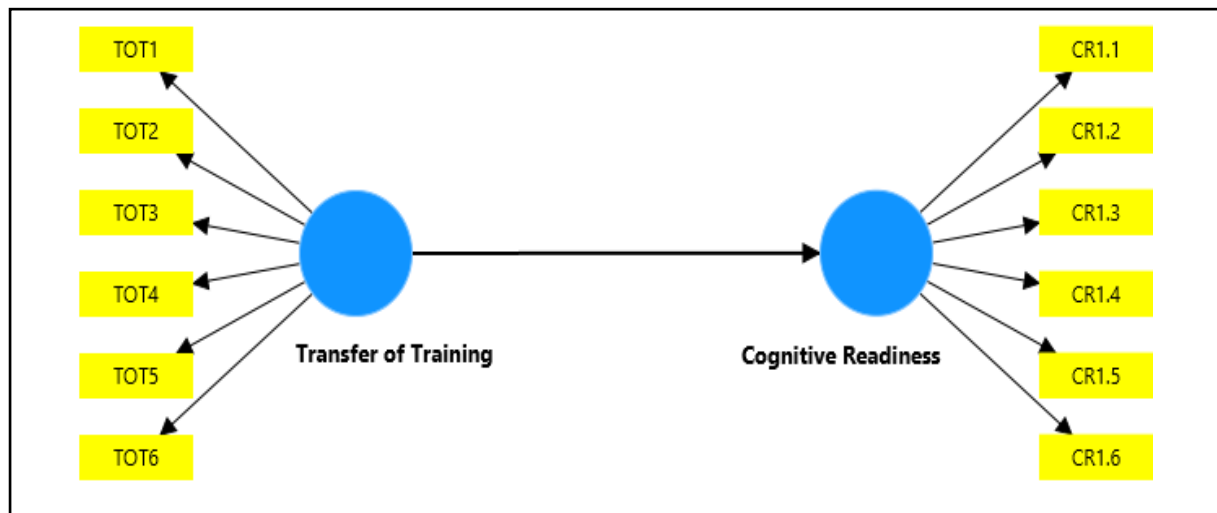 TOT1
TOT2
TOT3
TOT4
TOT5
TOT6
Transfer of Training
Cognitive Readiness
CR1.1
CR1.2
CR1.3
CR1.4
CR1.5
CR1.6